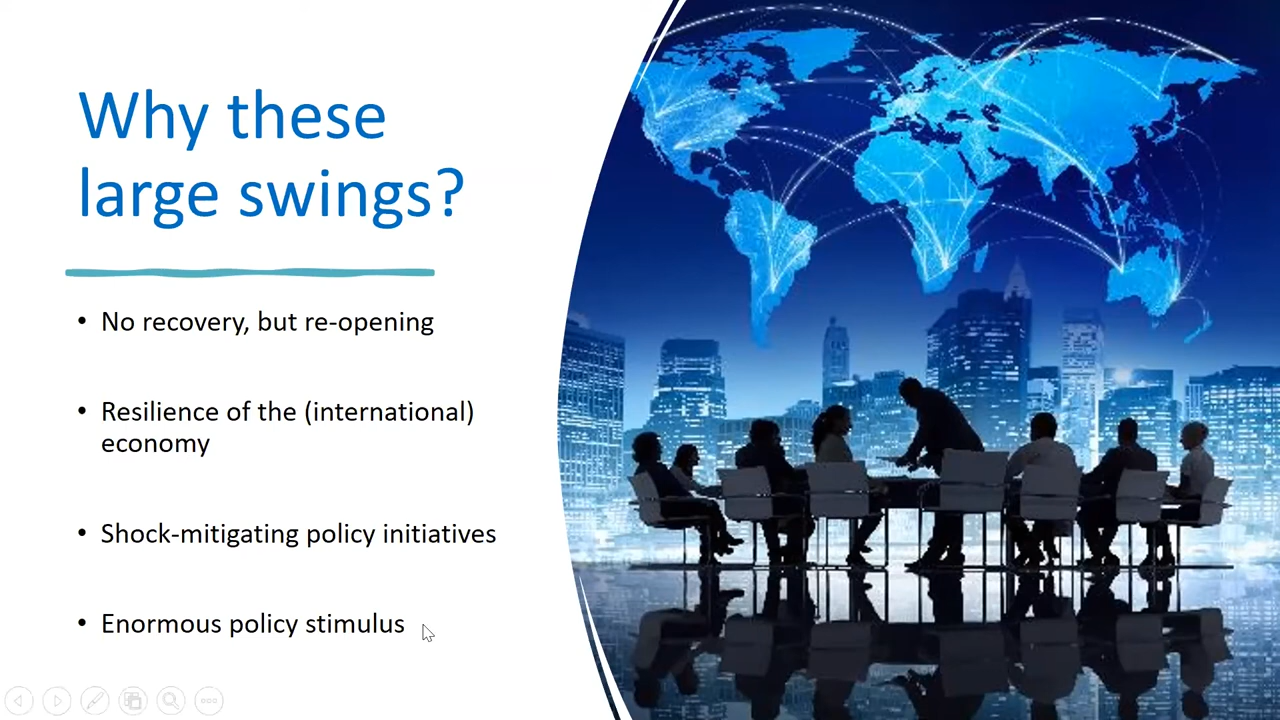 Why these
large swings?
• No recovery, but re-opening
• Resilience of the (international)
economy
• Shock-mitigating policy initiatives
• Enormous policy stimulus